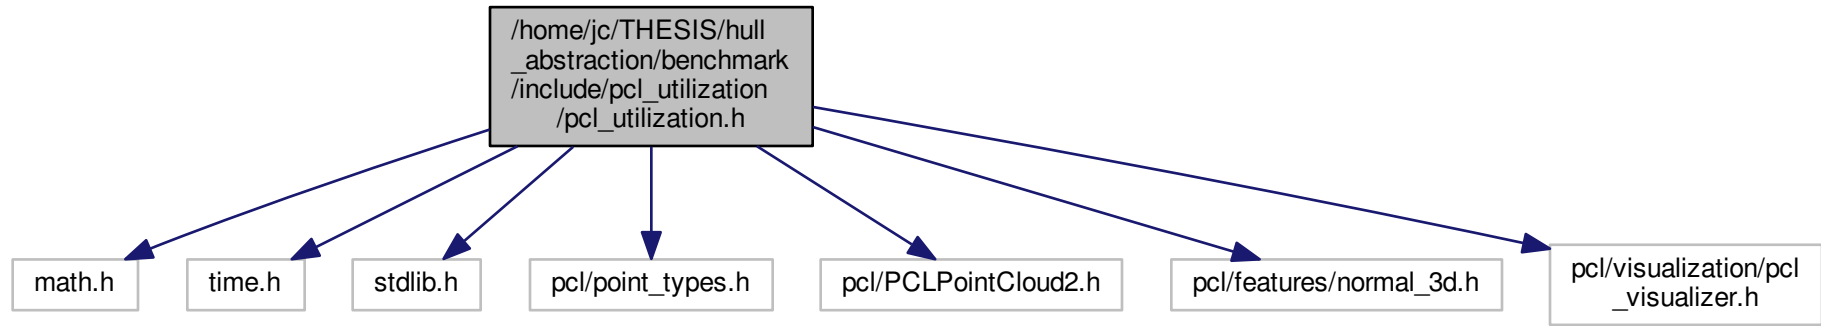 /home/jc/THESIS/hull
_abstraction/benchmark
/include/pcl_utilization
/pcl_utilization.h
math.h
time.h
stdlib.h
pcl/point_types.h
pcl/PCLPointCloud2.h
pcl/features/normal_3d.h
pcl/visualization/pcl
_visualizer.h